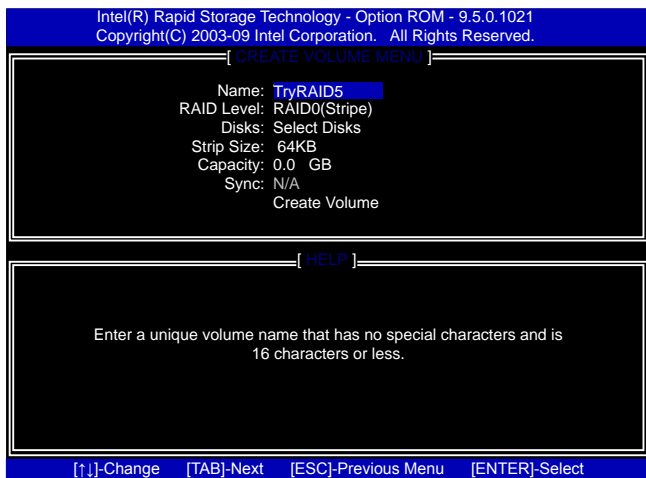 Intel(R) Rapid Storage Technology - Option ROM - 9.5.0.1021
Copyright(C) 2003-09 Intel Corporation. All Rights Reserved.
[ CREATE VOLUME MENU ]
Name: TryRAID5
RAID Level: RAID0(Stripe)
Disks: Select Disks
Strip Size: 64KB
Capacity: 0.0 GB
Sync: N/A
Create Volume
[ HELP ]
Enter a unique volume name that has no special characters and is
16 characters or less.
[↑↓]-Change [TAB]-Next [ESC]-Previous Menu [ENTER]-Select